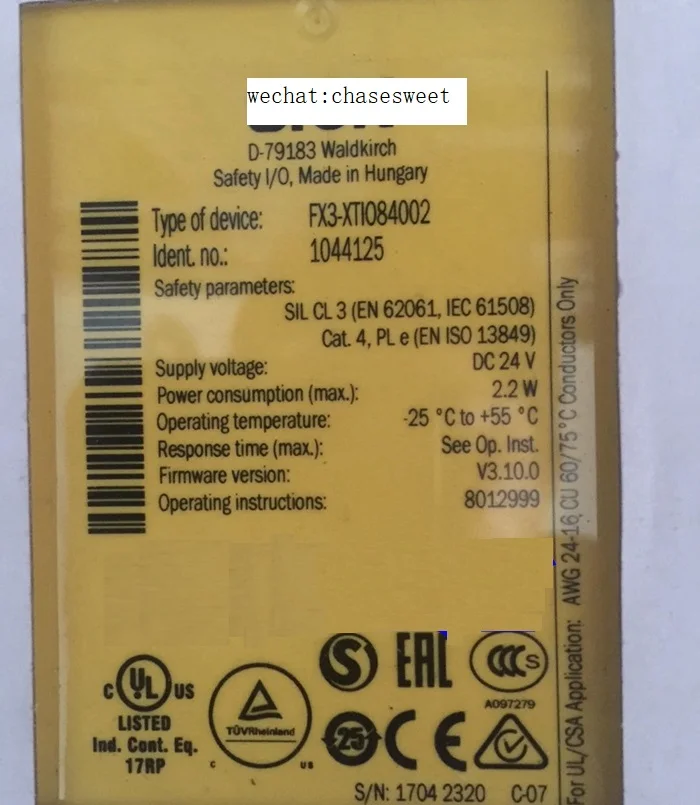 wechat:chasesweet
D-79183 Waldkirch
Safety I/O, Made in Hungary
Type of device: FX3-XTIO84002
Ident. no.: 1044125
Safety parameters:
SIL CL 3 (EN 62061, IEC 61508)
Cat. 4, PL e (EN ISO 13849)
Supply voltage: DC 24 V
Power consumption (max.): 2.2 W
Operating temperature: -25 °C to +55 °C
Response time (max.): See Op. Inst.
Firmware version: V3.10.0
Operating instructions: 8012999
For UL/CSA Application: AWG 24-16, CU 60/75°C Conductors Only
C UL US
LISTED
Ind. Cont. Eq.
17RP
TÜVRheinland
C US
S
EAC
CCC S
A097279
25
CE
S/N: 1704 2320 C-07